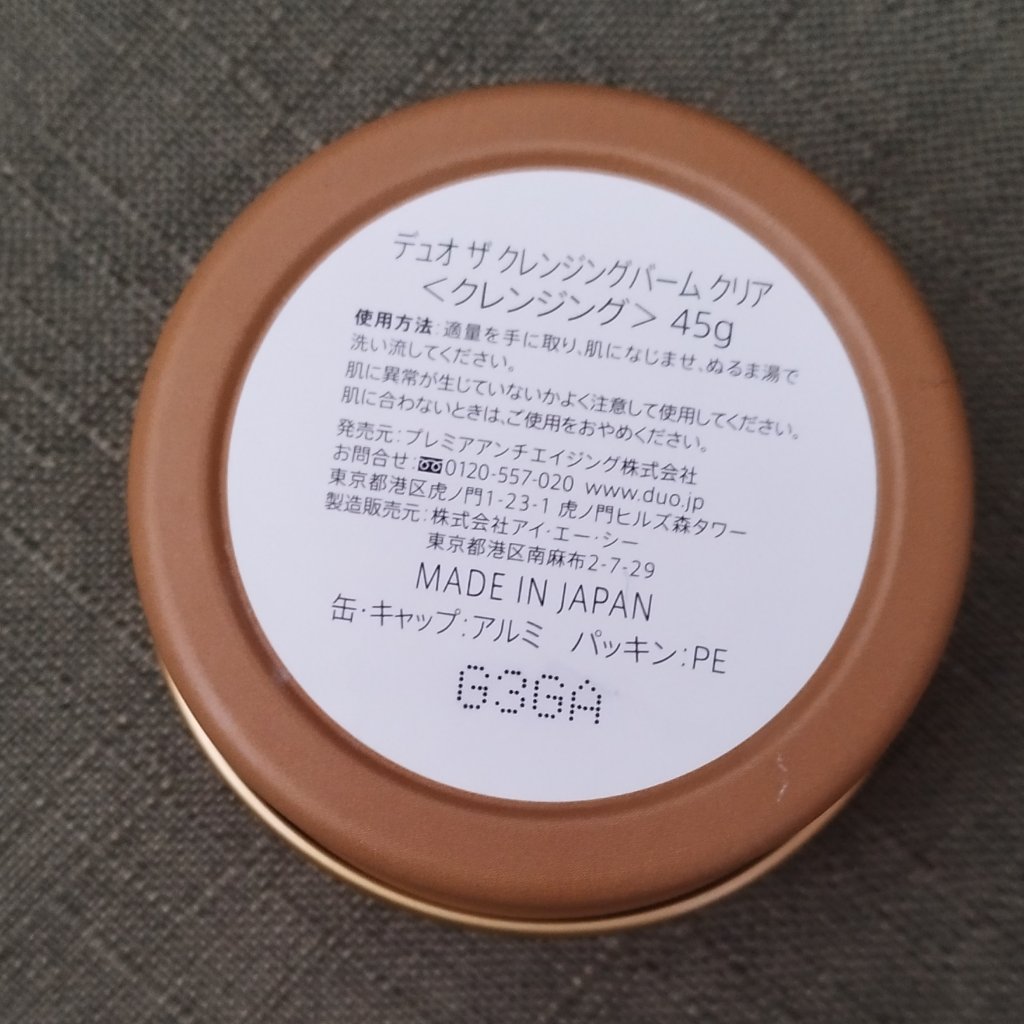 デュオ ザ クレンジングバーム クリア
＜クレンジング＞ 45g
使用方法：適量を手に取り、肌になじませ、ぬるま湯で
洗い流してください。
肌に異常が生じていないかよく注意して使用してください。
肌に合わないときは、ご使用をおやめください。
発売元：プレミアアンチエイジング株式会社
お問合せ：0120-557-020 www.duo.jp
東京都港区虎ノ門1-23-1 虎ノ門ヒルズ森タワー
製造販売元：株式会社アイ・エー・シー
東京都港区南麻布2-7-29
MADE IN JAPAN
缶・キャップ：アルミ　パッキン：PE
G3GA